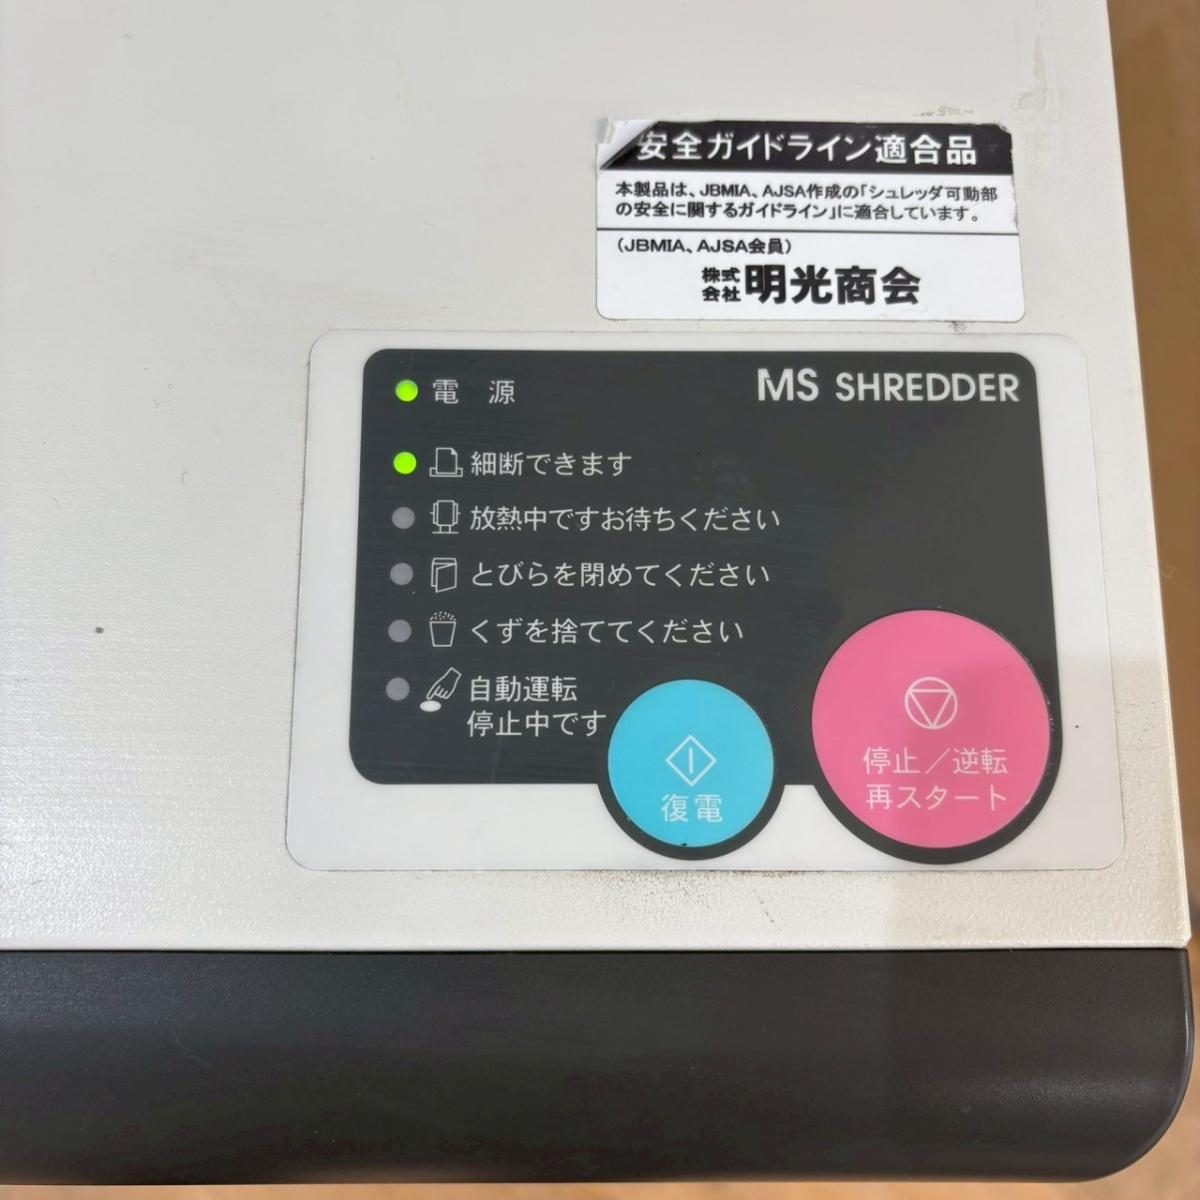 安全ガイドライン適合品
本製品は、JBMIA、AJSA作成の「シュレッダ可動部
の安全に関するガイドライン」に適合しています。
(JBMIA、AJSA会員)
株式会社 明光商会
MS SHREDDER
電 源
細断できます
放熱中ですお待ちください
とびらを閉めてください
くずを捨ててください
自動運転
停止中です
復電
停止/逆転
再スタート